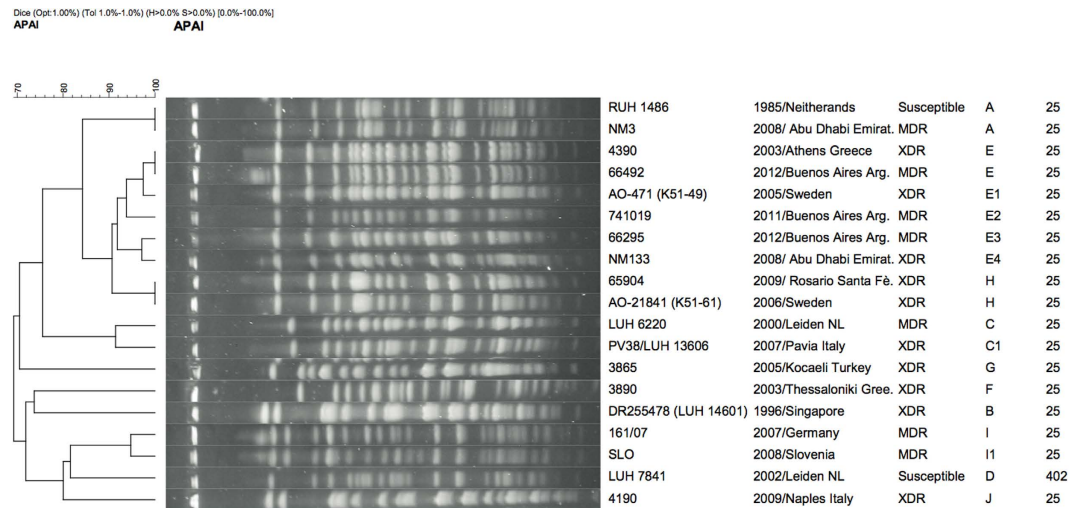 Dice (Opt:1.00%) (Tol 1.0%-1.0%) (H>0.0% S>0.0%) [0.0%-100.0%]
APAI APAI
70 80 90 100
RUH 1486 1985/Neitherands Susceptible A 25
NM3 2008/ Abu Dhabi Emirat. MDR A 25
4390 2003/Athens Greece XDR E 25
66492 2012/Buenos Aires Arg. MDR E 25
AO-471 (K51-49) 2005/Sweden XDR E1 25
741019 2011/Buenos Aires Arg. MDR E2 25
66295 2012/Buenos Aires Arg. MDR E3 25
NM133 2008/ Abu Dhabi Emirat. XDR E4 25
65904 2009/ Rosario Santa Fè. XDR H 25
AO-21841 (K51-61) 2006/Sweden XDR H 25
LUH 6220 2000/Leiden NL MDR C 25
PV38/LUH 13606 2007/Pavia Italy XDR C1 25
3865 2005/Kocaeli Turkey XDR G 25
3890 2003/Thessaloniki Gree. XDR F 25
DR255478 (LUH 14601) 1996/Singapore XDR B 25
161/07 2007/Germany MDR I 25
SLO 2008/Slovenia MDR I1 25
LUH 7841 2002/Leiden NL Susceptible D 402
4190 2009/Naples Italy XDR J 25